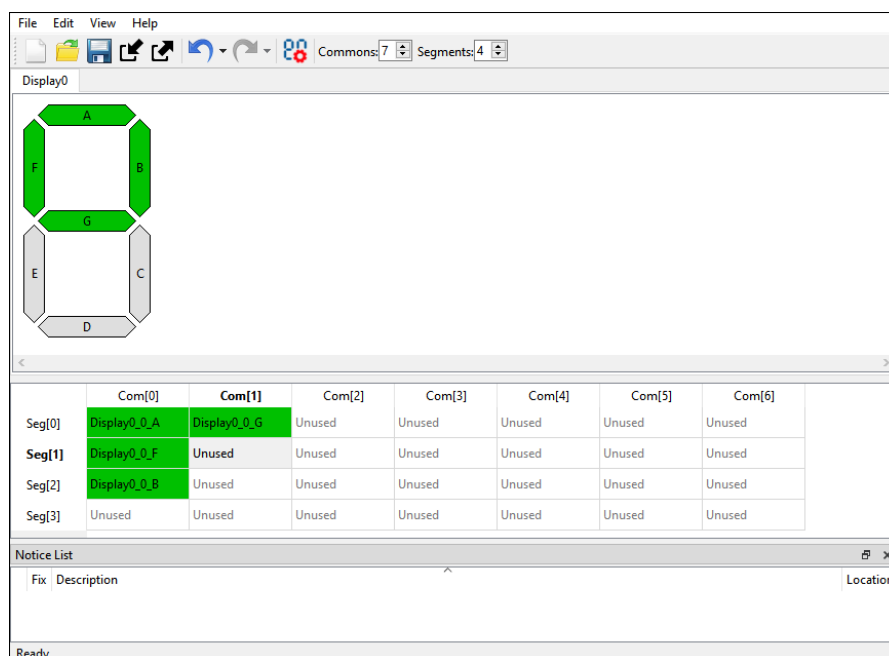 File Edit View Help
Commons: 7 Segments: 4
Display0
A
F B
G
E C
D
Com[0] Com[1] Com[2] Com[3] Com[4] Com[5] Com[6]
Seg[0] Display0_0_A Display0_0_G Unused Unused Unused Unused Unused
Seg[1] Display0_0_F Unused Unused Unused Unused Unused Unused
Seg[2] Display0_0_B Unused Unused Unused Unused Unused Unused
Seg[3] Unused Unused Unused Unused Unused Unused Unused
Notice List
Fix Description Location
Ready